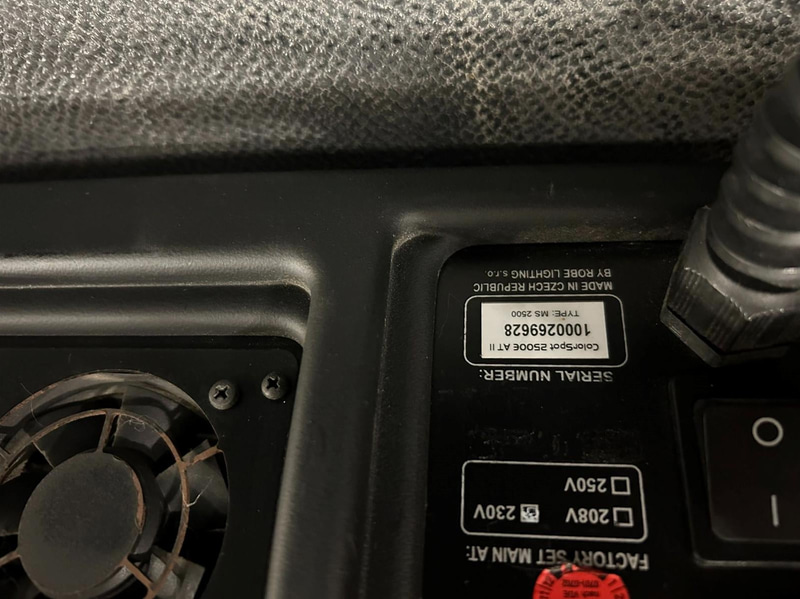 FACTORY SET MAIN AT:
208V 230V
250V
SERIAL NUMBER:
ColorSpot 2500E AT II
1000269628
TYPE: MS 2500
MADE IN CZECH REPUBLIC
BY ROBE LIGHTING s.r.o.
O
I